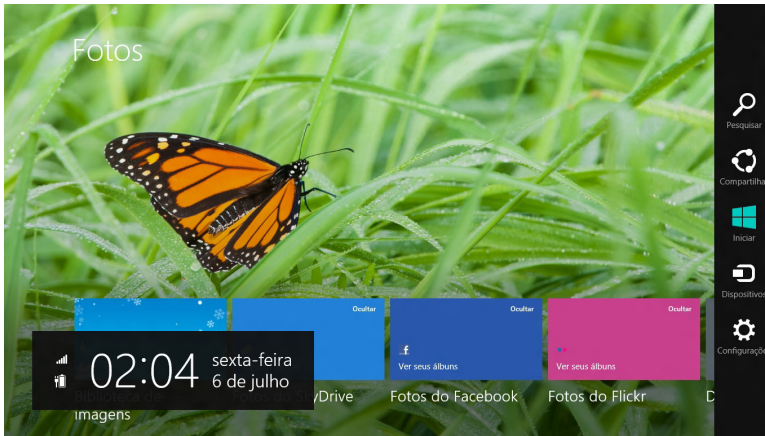 Fotos
Pesquisar
Compartilha
Iniciar
Dispositivos
Configuraçõe
Ocultar
Ocultar
Ocultar
Ver seus álbuns
Ver seus álbuns
02:04
sexta-feira
6 de julho
Biblioteca de
imagens
Fotos do SkyDrive
Fotos do Facebook
Fotos do Flickr
D